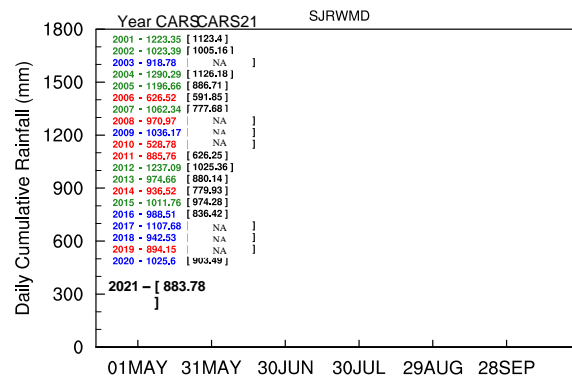 SJRWMD
Year CARS CARS21
1800
2001 - 1223.35 [ 1123.4 ]
2002 - 1023.39 [ 1005.16 ]
2003 - 918.78 [ NA ]
2004 - 1290.29 [ 1126.18 ]
2005 - 1196.66 [ 886.71 ]
2006 - 626.52 [ 591.85 ]
2007 - 1062.34 [ 777.68 ]
1500
2008 - 970.97 [ NA ]
2009 - 1036.17 [ NA ]
2010 - 528.78 [ NA ]
1200
2011 - 885.76 [ 626.25 ]
2012 - 1237.09 [ 1025.36 ]
2013 - 974.66 [ 880.14 ]
2014 - 936.52 [ 779.93 ]
900
2015 - 1011.76 [ 974.28 ]
2016 - 988.51 [ 836.42 ]
2017 - 1107.68 [ NA ]
2018 - 942.53 [ NA ]
600
2019 - 894.15 [ NA ]
2020 - 1025.6 [ 903.49 ]
2021 – [ 883.78
]
300
0
Daily Cumulative Rainfall (mm)
01MAY 31MAY 30JUN 30JUL 29AUG 28SEP